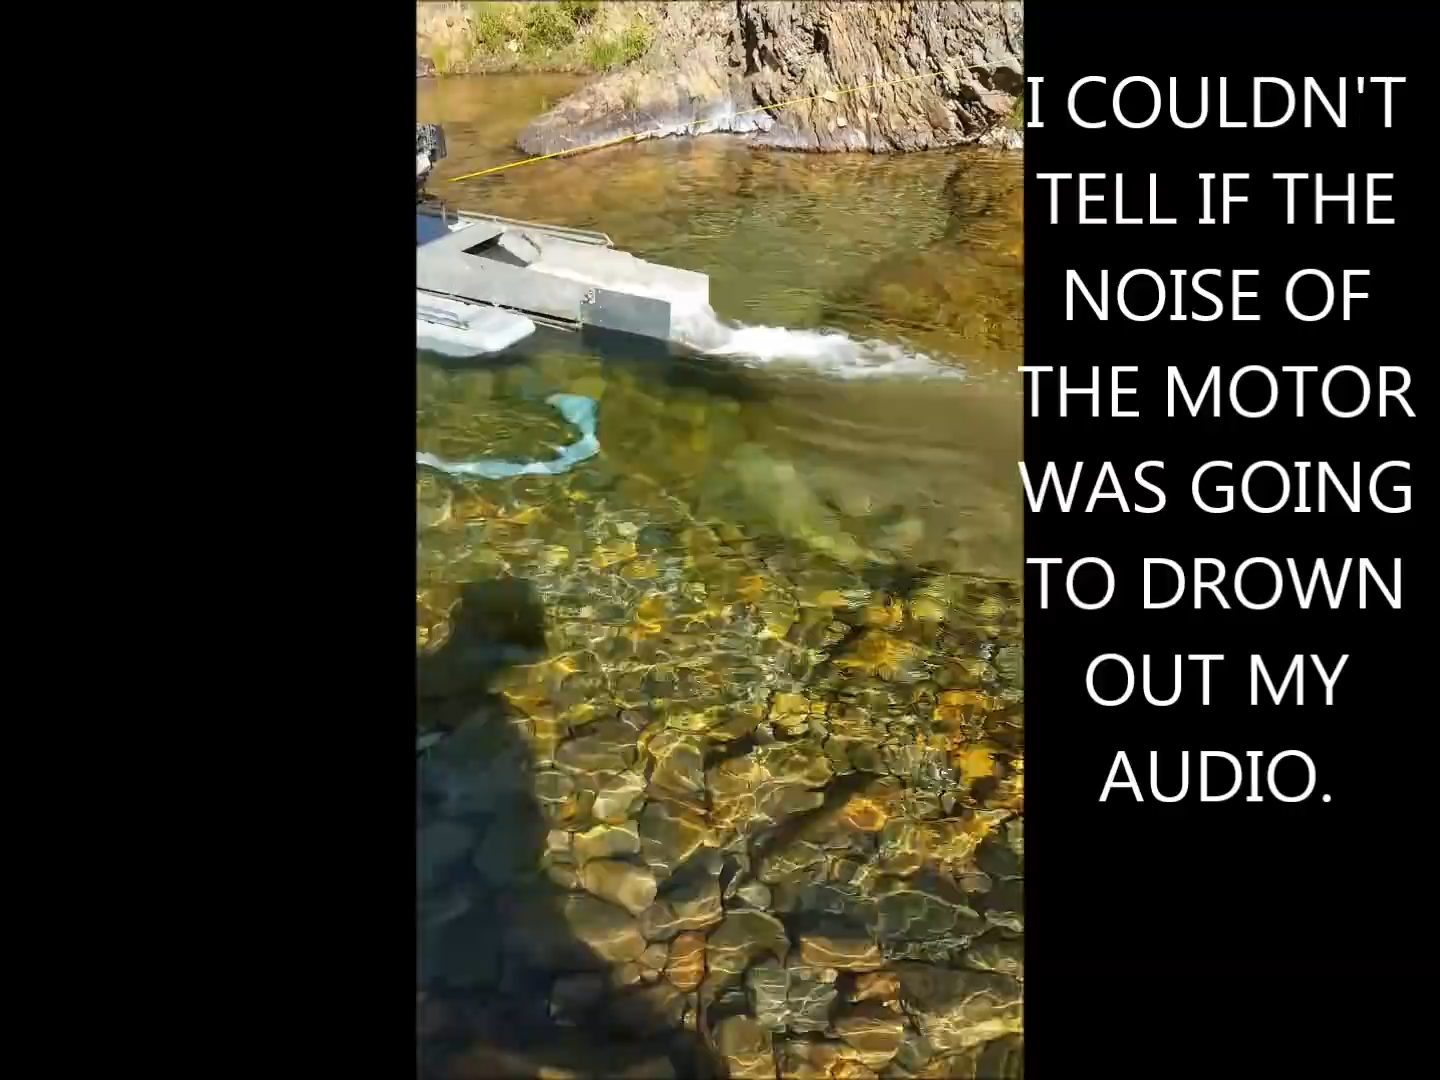 I COULDN'T
TELL IF THE
NOISE OF
THE MOTOR
WAS GOING
TO DROWN
OUT MY
AUDIO.